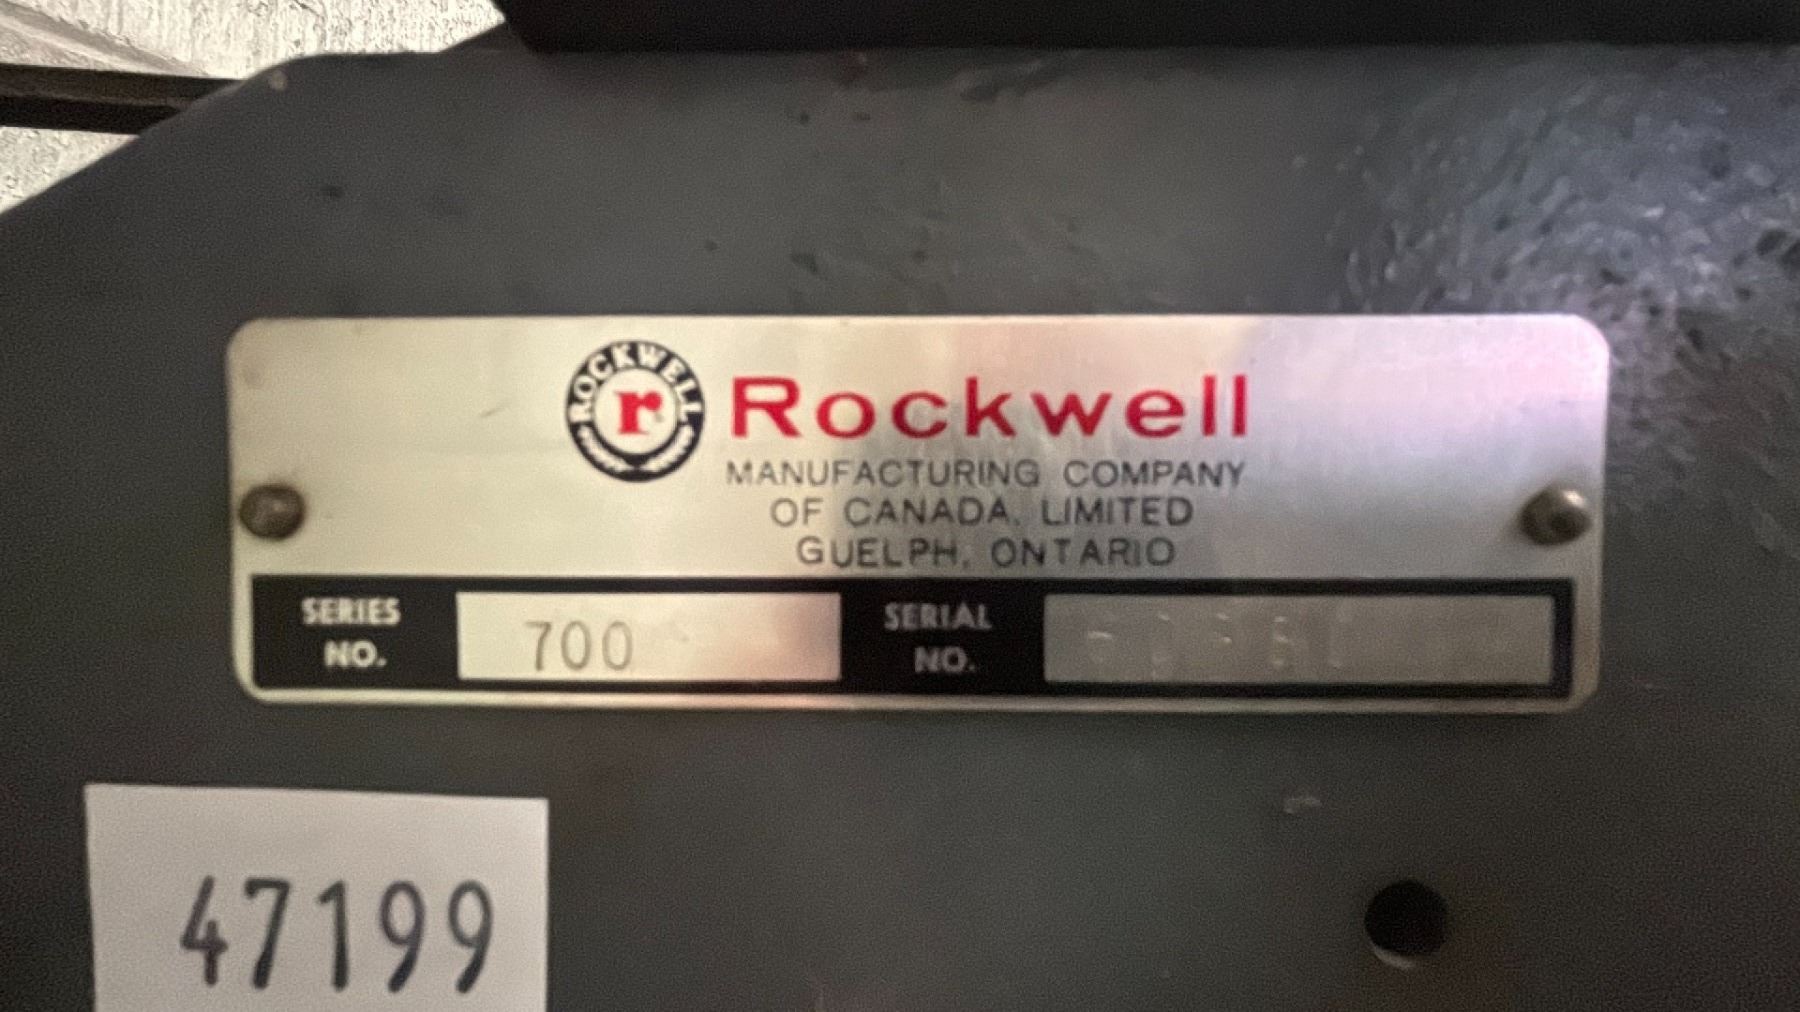 ROCKWELL
r
Rockwell
MANUFACTURING COMPANY
OF CANADA, LIMITED
GUELPH, ONTARIO
SERIES
NO.
700
SERIAL
NO.
47199